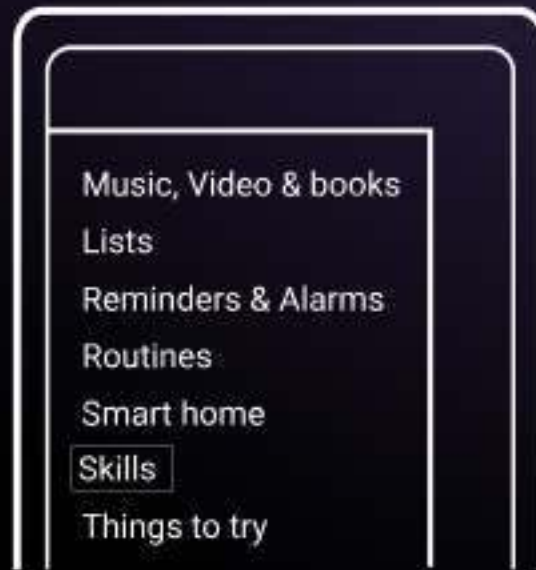 Music, Video & books
Lists
Reminders & Alarms
Routines
Smart home
Skills
Things to try